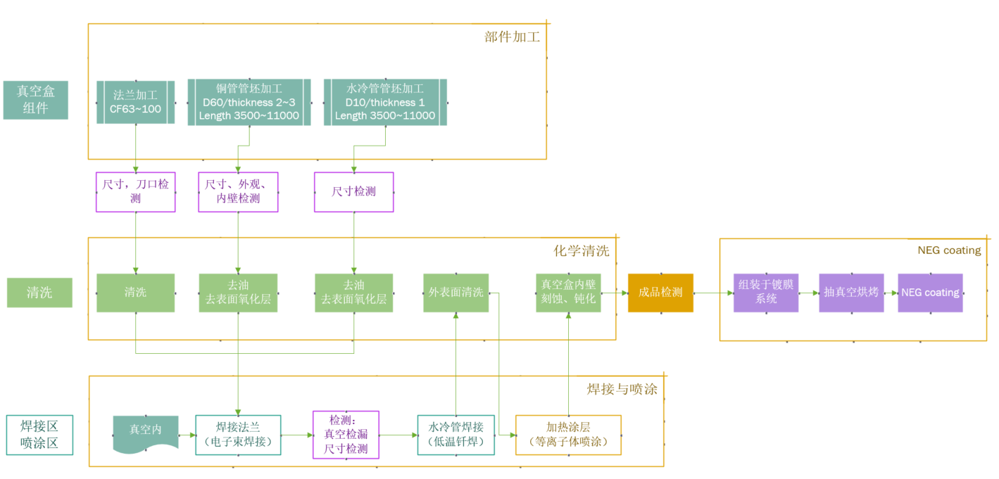 部件加工
真空盒
组件
法兰加工
CF63~100
铜管管坯加工
D60/thickness 2~3
Length 3500~11000
水冷管管坯加工
D10/thickness 1
Length 3500~11000
尺寸，刀口检
测
尺寸、外观、
内壁检测
尺寸检测
化学清洗
NEG coating
清洗
清洗
去油
去表面氧化层
去油
去表面氧化层
外表面清洗
真空盒内壁
刻蚀、钝化
成品检测
组装于镀膜
系统
抽真空烘烤
NEG coating
焊接与喷涂
焊接区
喷涂区
真空内
焊接法兰
（电子束焊接）
检测：
真空检漏
尺寸检测
水冷管焊接
（低温钎焊）
加热涂层
（等离子体喷涂）